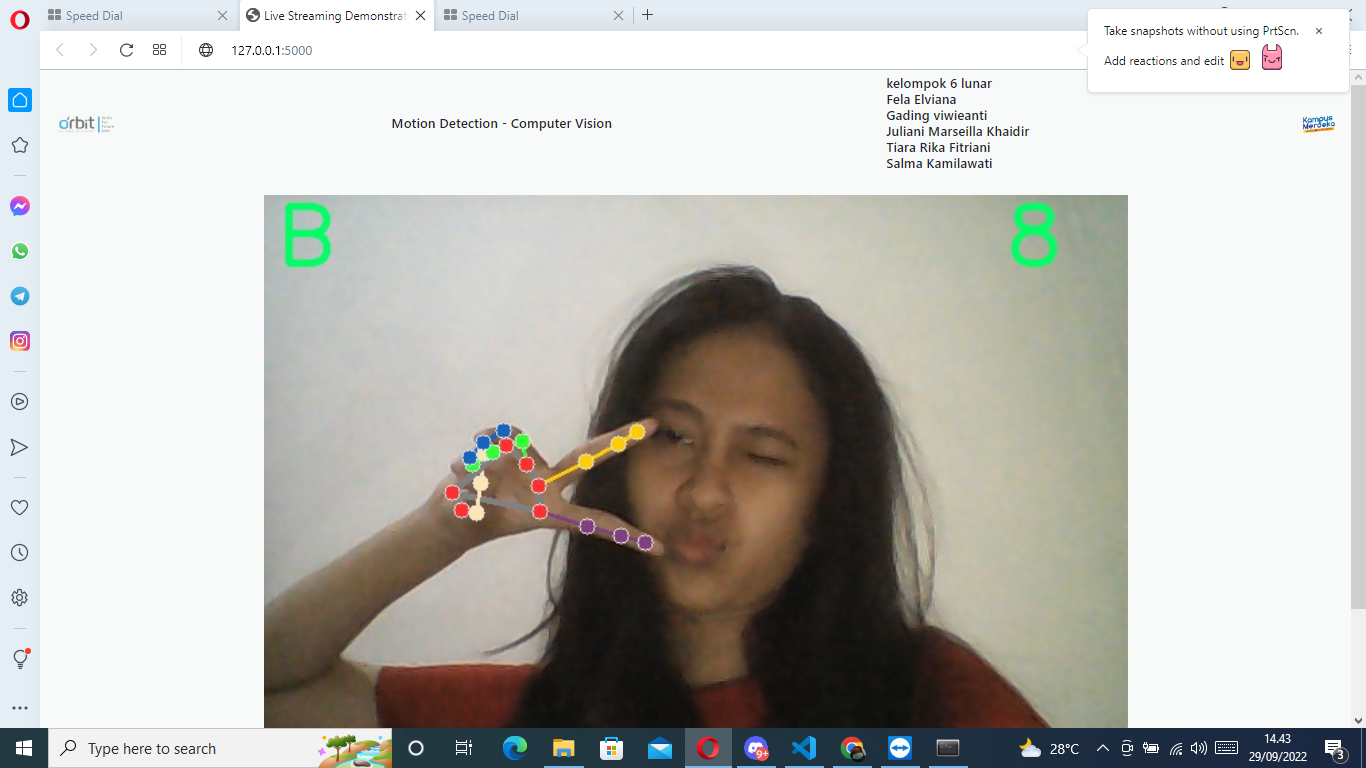 Speed Dial
Live Streaming Demonstrat
Speed Dial
127.0.0.1:5000
Take snapshots without using PrtScn.
Add reactions and edit
orbit
Motion Detection - Computer Vision
kelompok 6 lunar
Fela Elviana
Gading viwieanti
Juliani Marseilla Khaidir
Tiara Rika Fitriani
Salma Kamilawati
Kampus
Merdeka
B
8
Type here to search
9+
28°C
14.43
29/09/2022
3